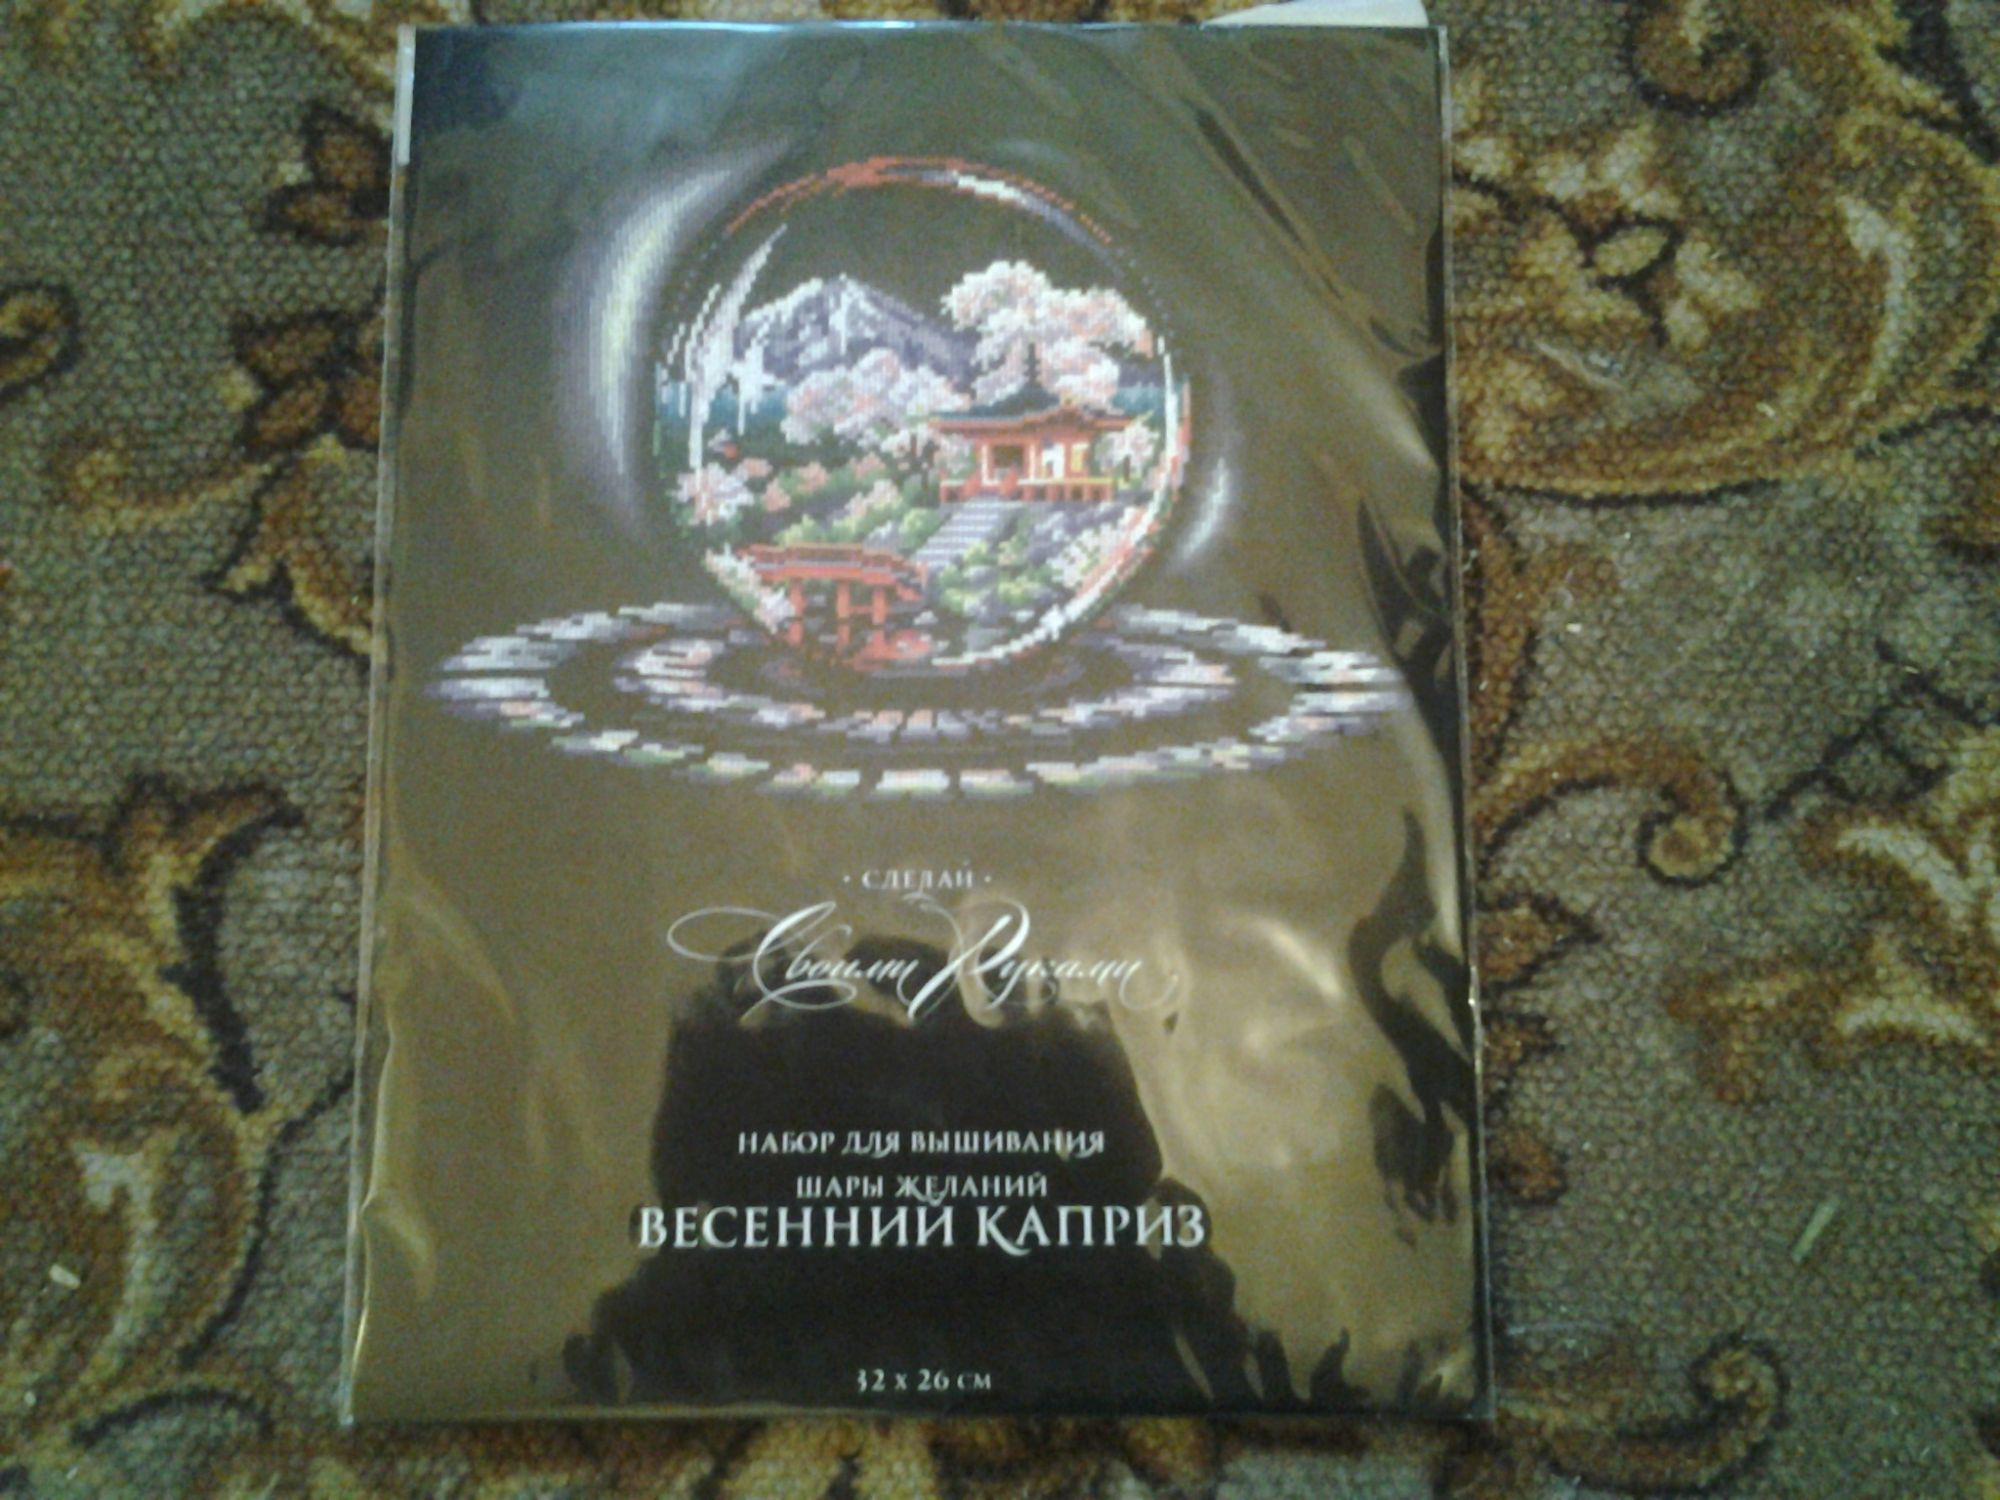 · СДЕЛАЙ ·
Своими Руками
НАБОР ДЛЯ ВЫШИВАНИЯ
ШАРЫ ЖЕЛАНИЙ
ВЕСЕННИЙ КАПРИЗ
32 x 26 см